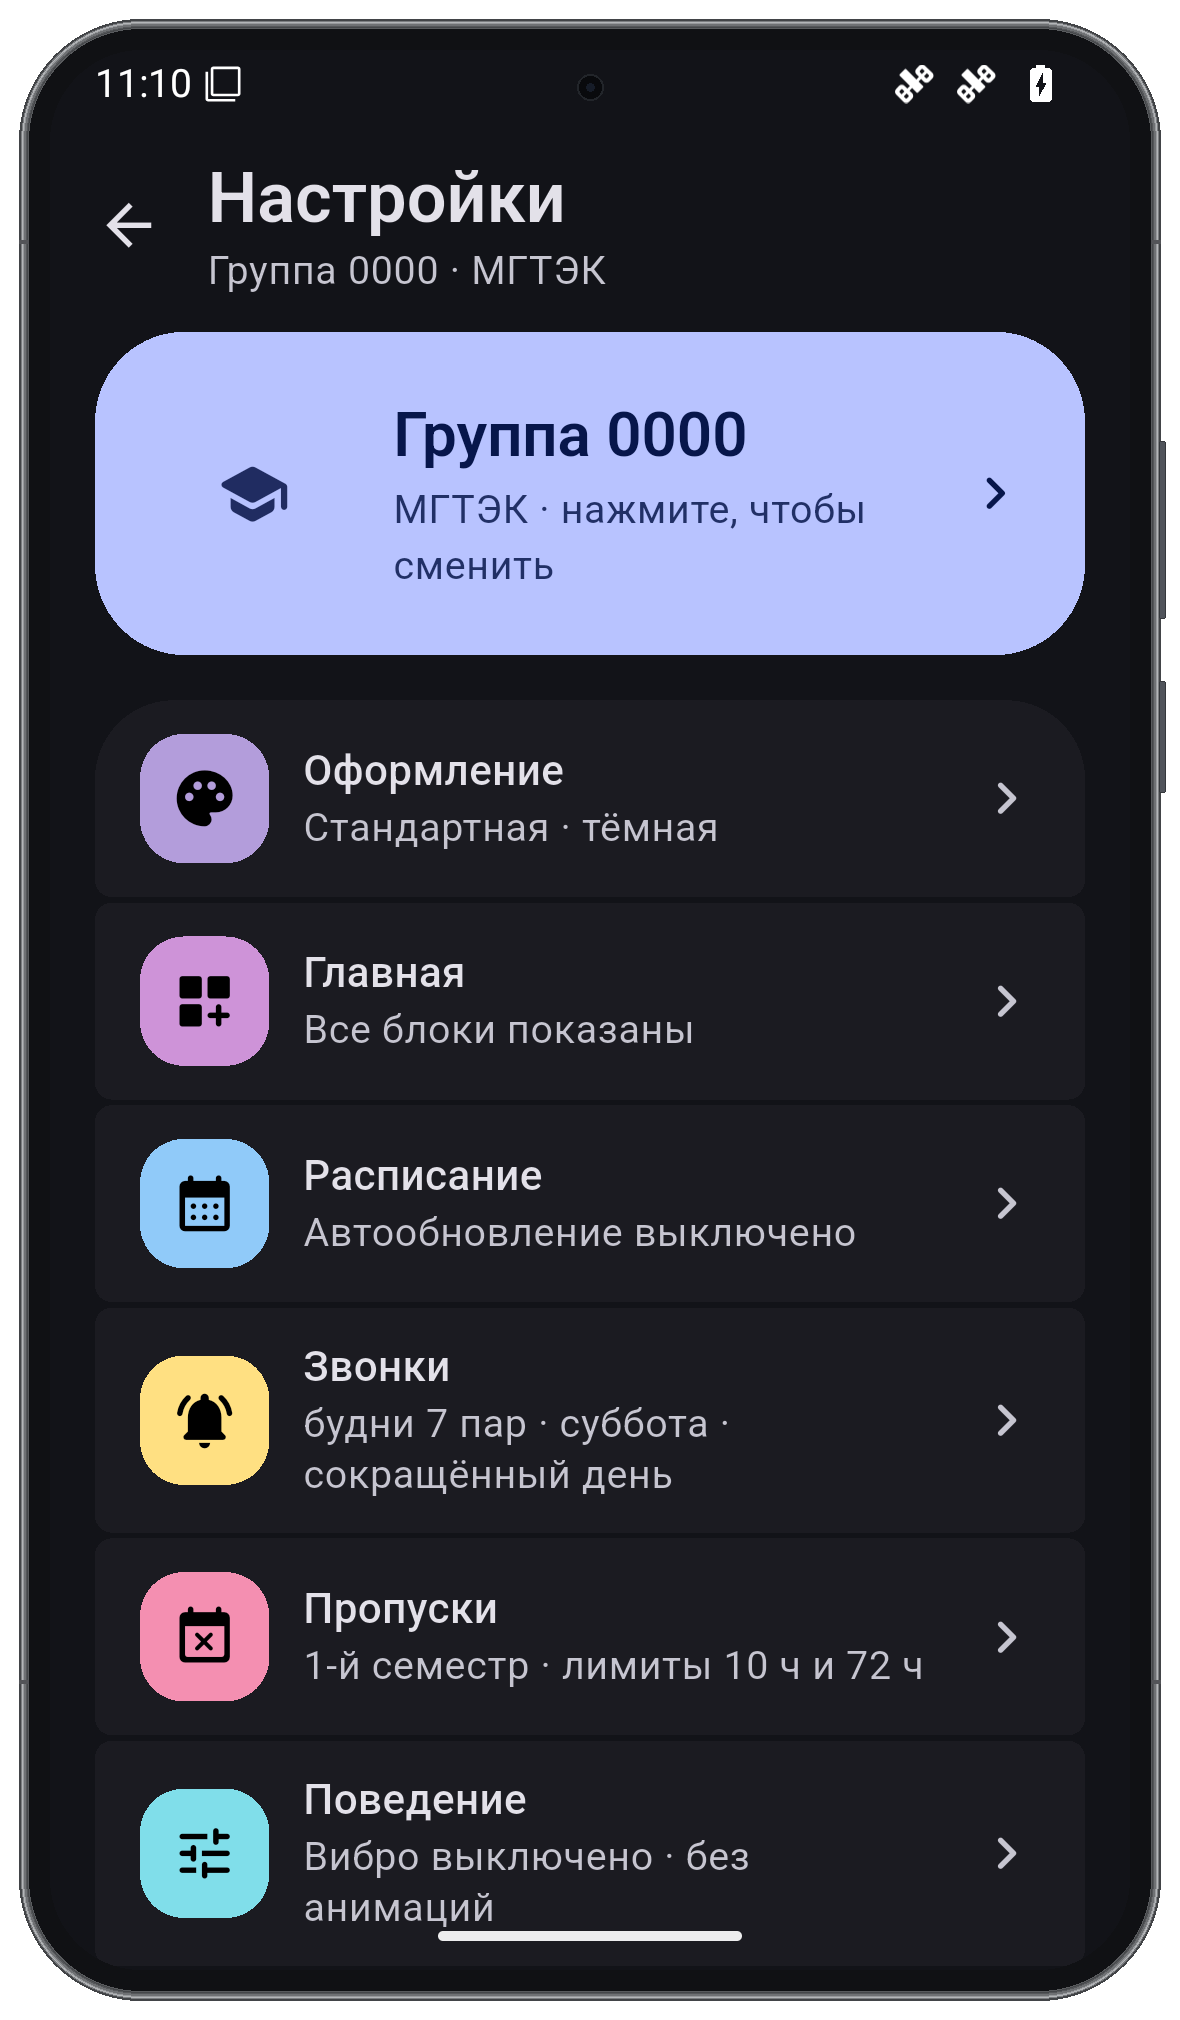 11:10
Настройки
Группа 0000 · МГТЭК
Группа 0000
МГТЭК · нажмите, чтобы
сменить
Оформление
Стандартная · тёмная
Главная
Все блоки показаны
Расписание
Автообновление выключено
Звонки
будни 7 пар · суббота ·
сокращённый день
Пропуски
1-й семестр · лимиты 10 ч и 72 ч
Поведение
Вибро выключено · без
анимаций